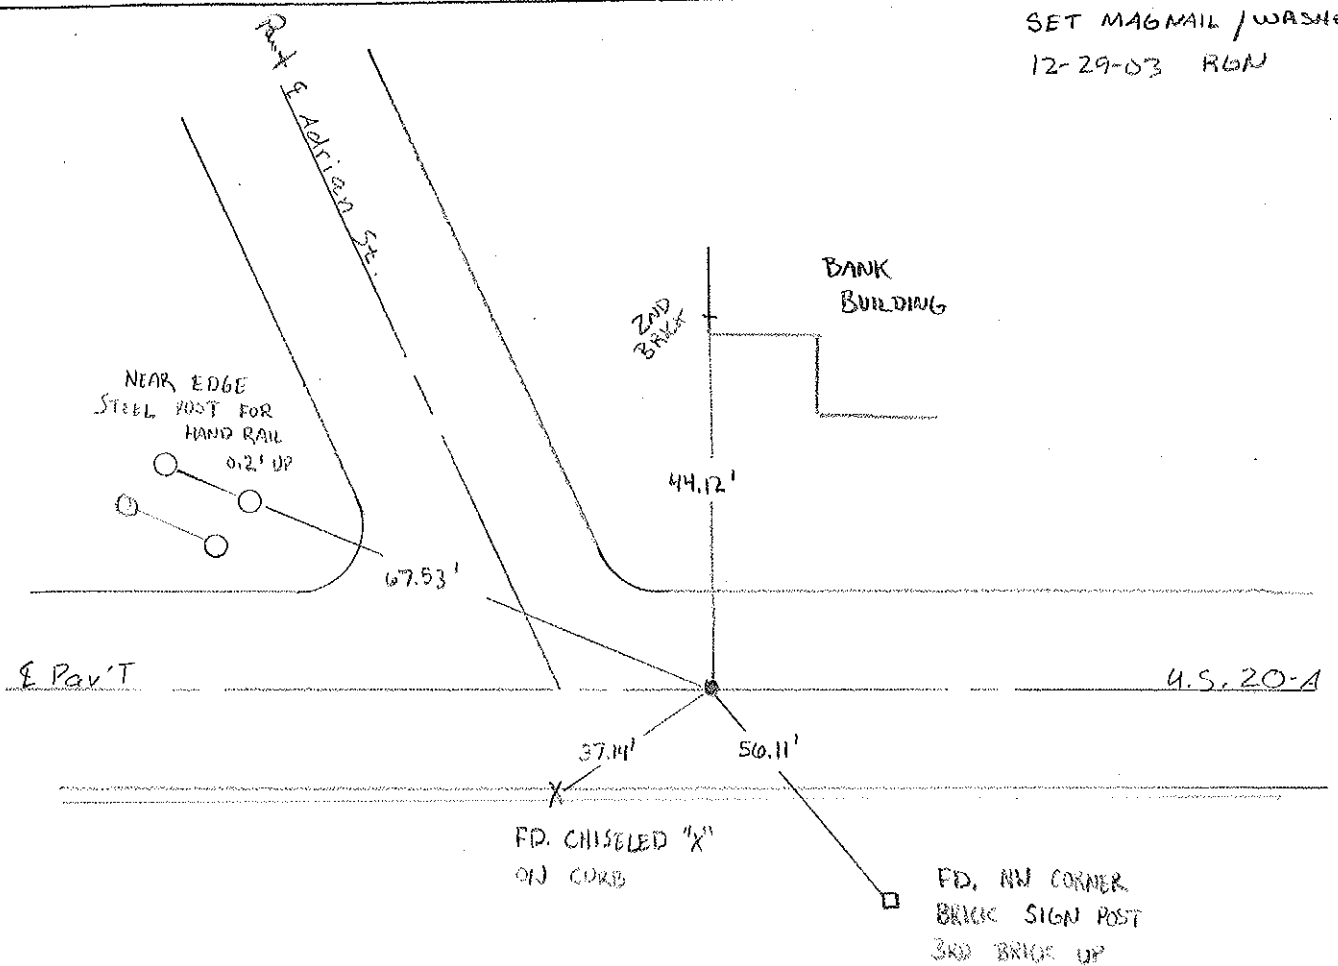 SET MAGNAIL / WASHE
12-29-03 RGN
Pav't ℄ Adrian St.
BANK
BUILDING
2ND
BRICK
NEAR EDGE
STEEL POST FOR
HAND RAIL
0.2' UP
44.12'
67.53'
℄ Pav'T
U.S. 20-A
37.14'
56.11'
X
FD. CHISELED "X"
ON CURB
FD. NW CORNER
BRICK SIGN POST
3RD BRICK UP